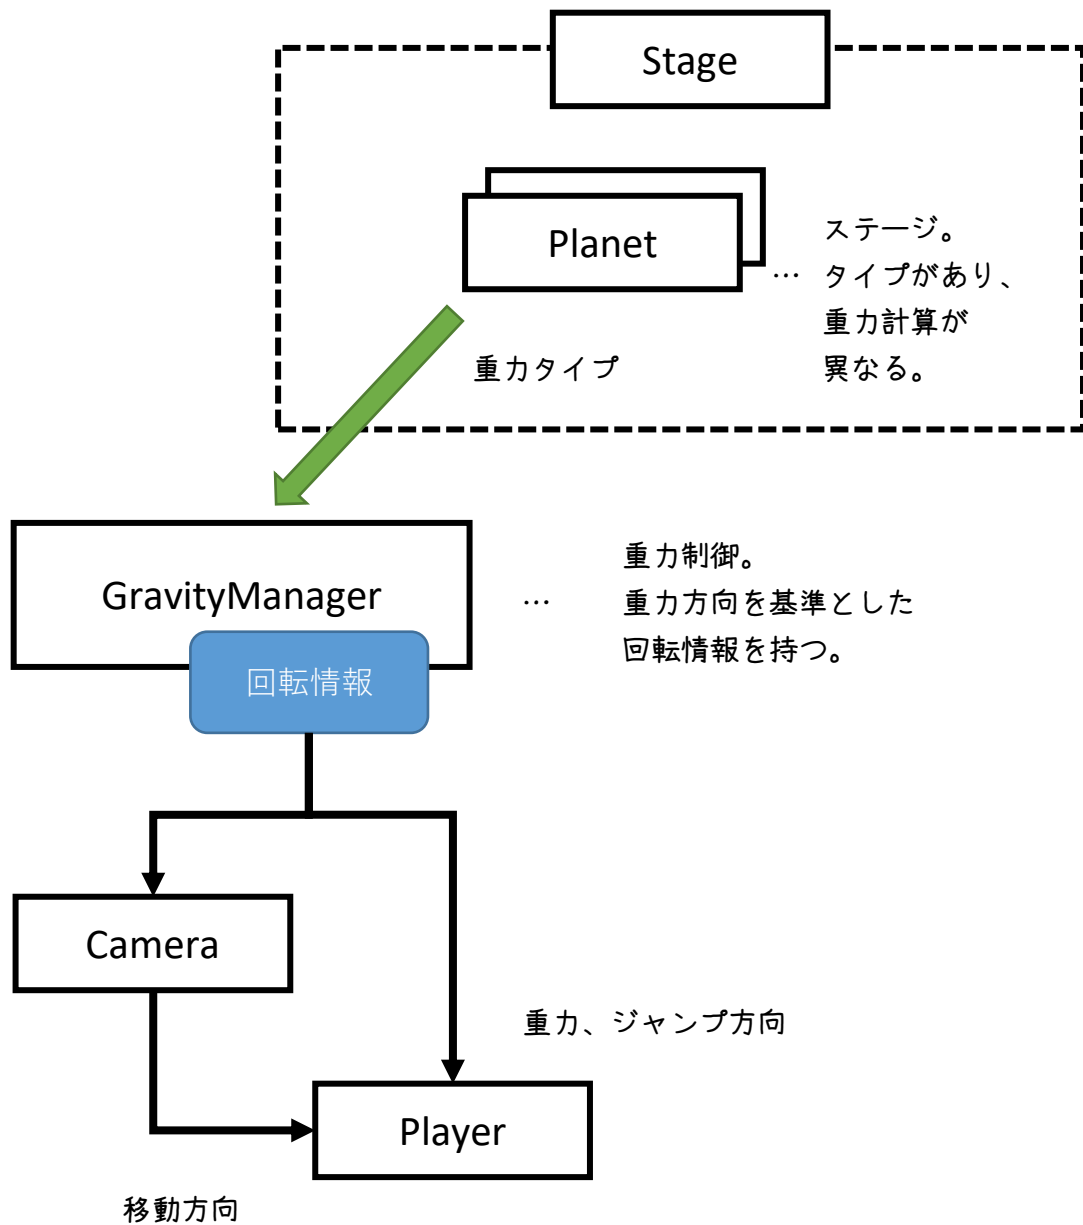 Stage
Planet
… ステージ。
タイプがあり、
重力計算が
異なる。
重力タイプ
GravityManager
… 重力制御。
重力方向を基準とした
回転情報を持つ。
回転情報
Camera
重力、ジャンプ方向
Player
移動方向